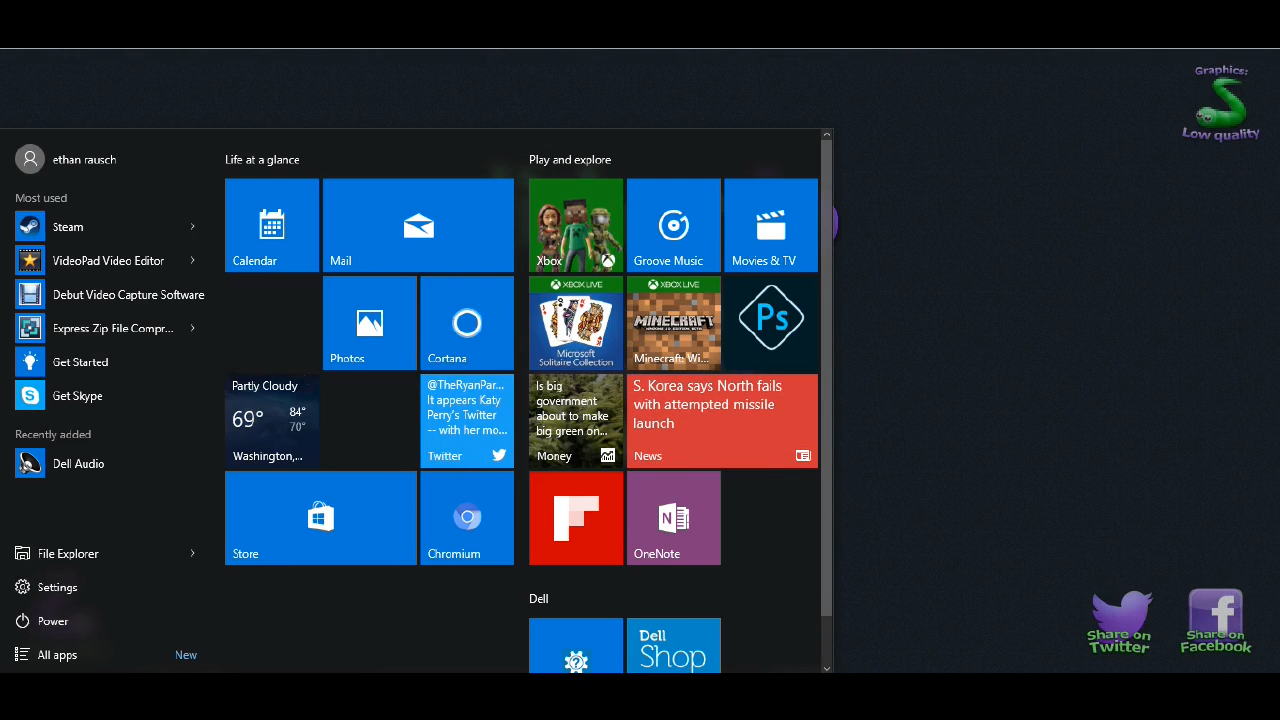 Graphics:
Low quality
ethan rausch
Most used
Steam
VideoPad Video Editor
Debut Video Capture Software
Express Zip File Compr...
Get Started
Get Skype
Recently added
Dell Audio
File Explorer
Settings
Power
All apps
New
Life at a glance
Calendar
Mail
Photos
Cortana
Partly Cloudy
69°
84°
70°
Washington,...
@TheRyanPar...
It appears Katy
Perry's Twitter
-- with her mo...
Twitter
Store
Chromium
Play and explore
Xbox
Groove Music
Movies & TV
XBOX LIVE
Microsoft
Solitaire Collection
XBOX LIVE
MINECRAFT
WINDOWS 10 EDITION BETA
Minecraft: Wi...
Ps
Is big
government
about to make
big green on...
Money
S. Korea says North fails
with attempted missile
launch
News
N
OneNote
Dell
Dell
Shop
Share on
Twitter
f
Share on
Facebook